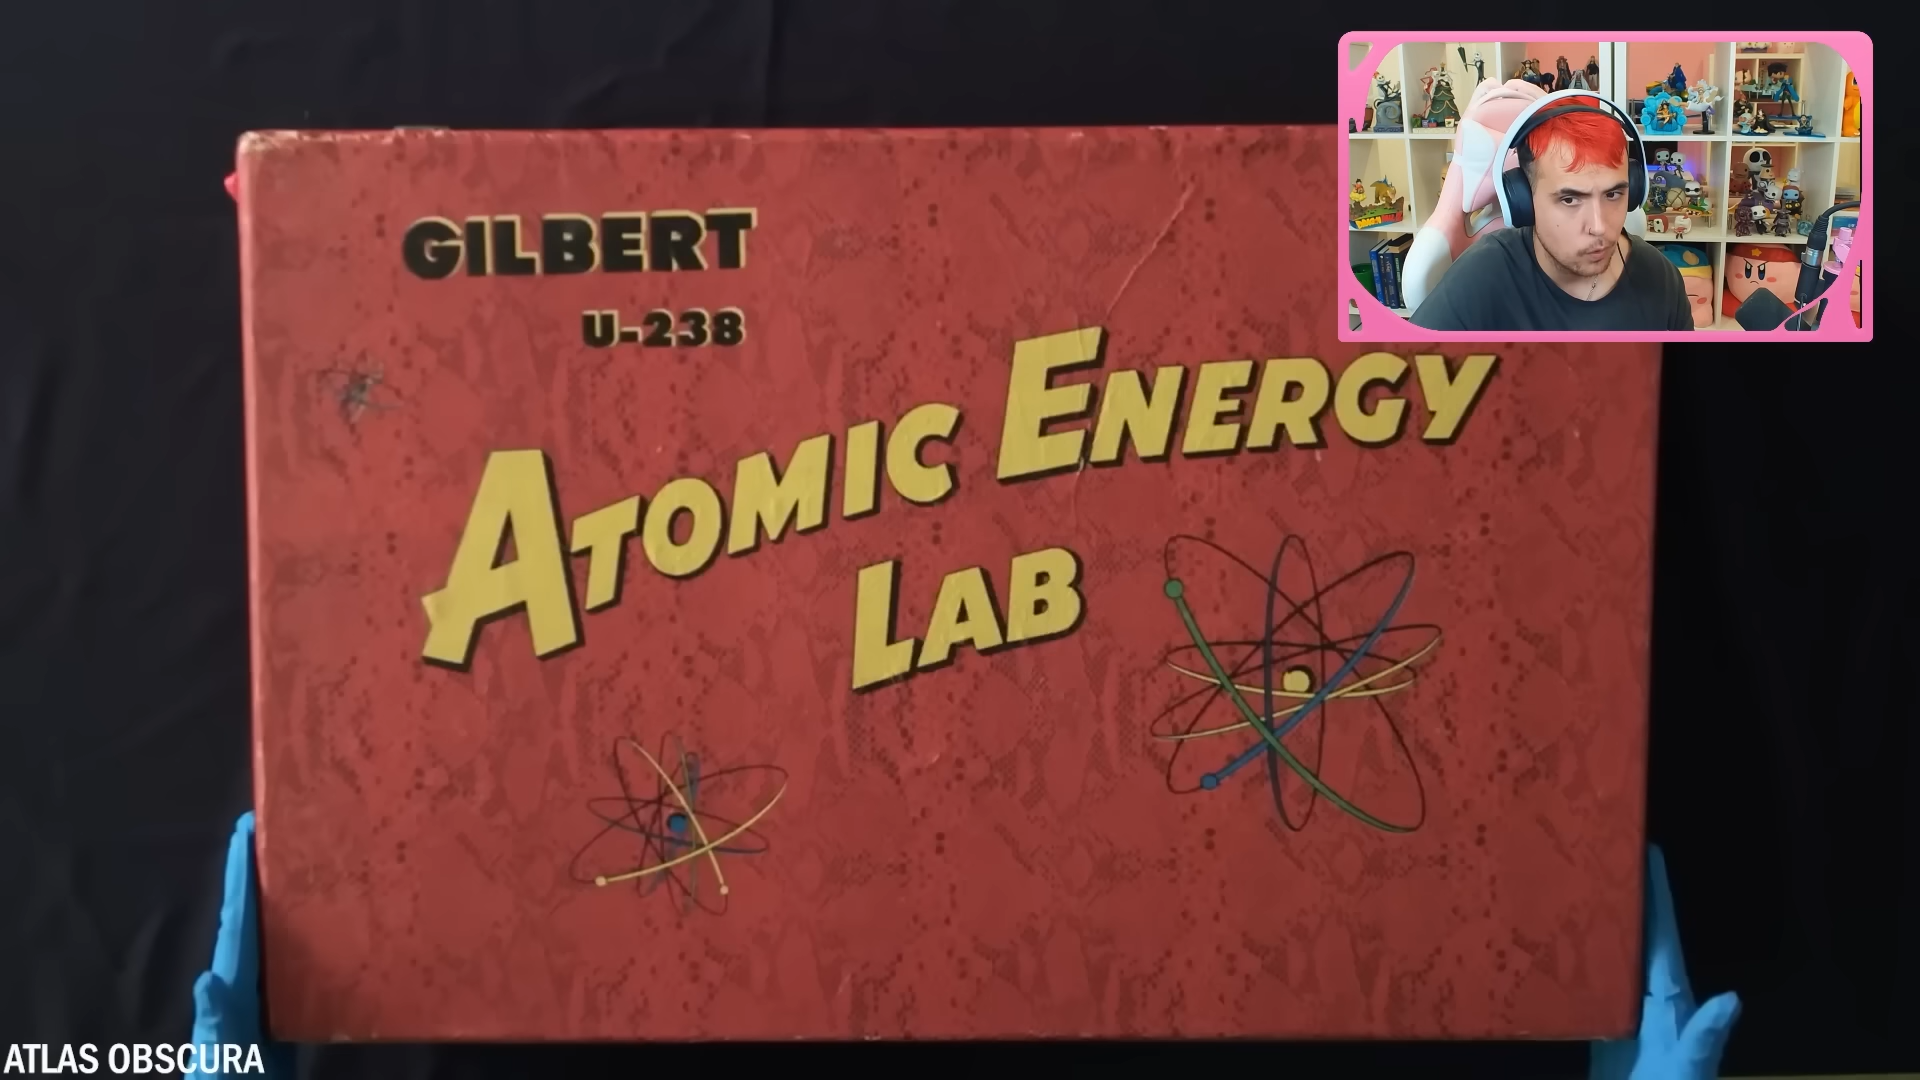 GILBERT
U-238
ATOMIC ENERGY
LAB
ATLAS OBSCURA